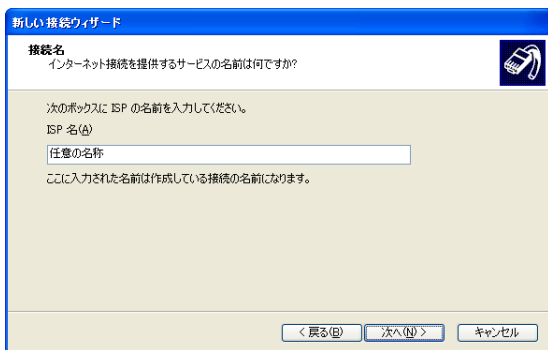 新しい接続ウィザード
接続名
インターネット接続を提供するサービスの名前は何ですか?
次のボックスに ISP の名前を入力してください。
ISP 名(A)
任意の名称
ここに入力された名前は作成している接続の名前になります。
< 戻る(B) 次へ(N) > キャンセル